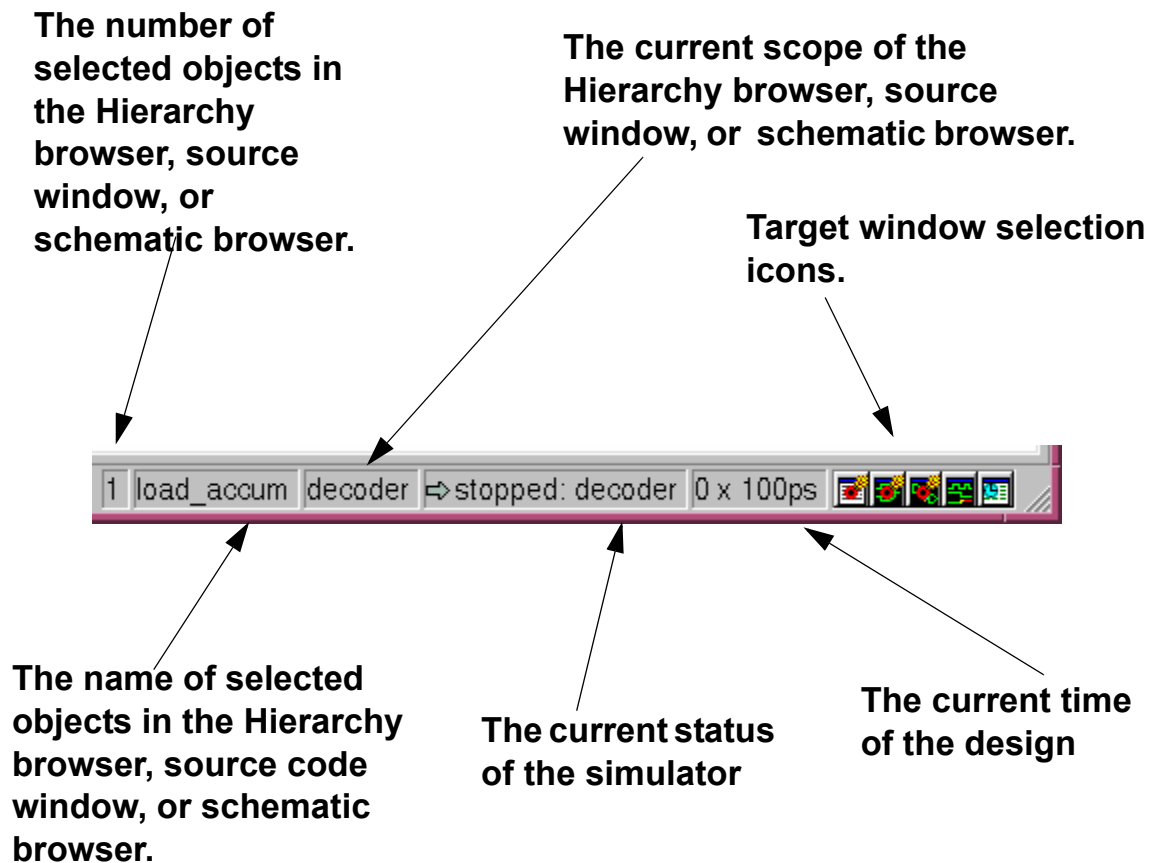 The number of
selected objects in
the Hierarchy
browser, source
window, or
schematic browser.
The current scope of the
Hierarchy browser, source
window, or schematic browser.
Target window selection
icons.
1 load_accum decoder stopped: decoder 0 x 100ps
The name of selected
objects in the Hierarchy
browser, source code
window, or schematic
browser.
The current status
of the simulator
The current time
of the design